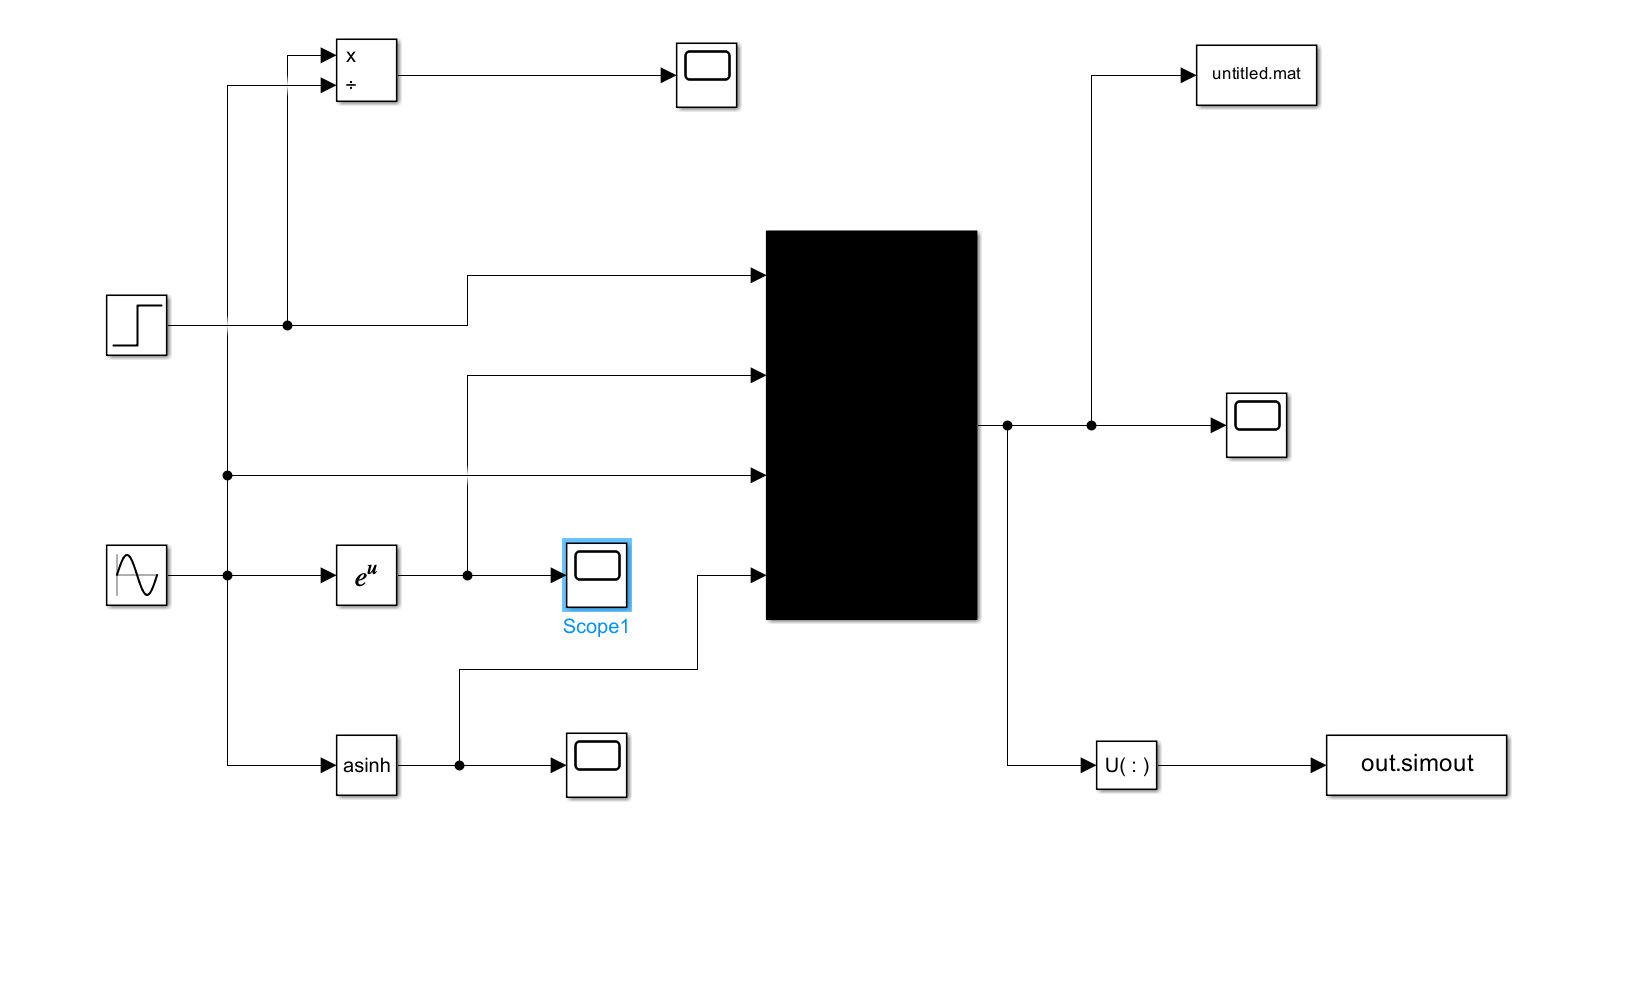 x
÷
untitled.mat
e^u
Scope1
asinh
U( : )
out.simout